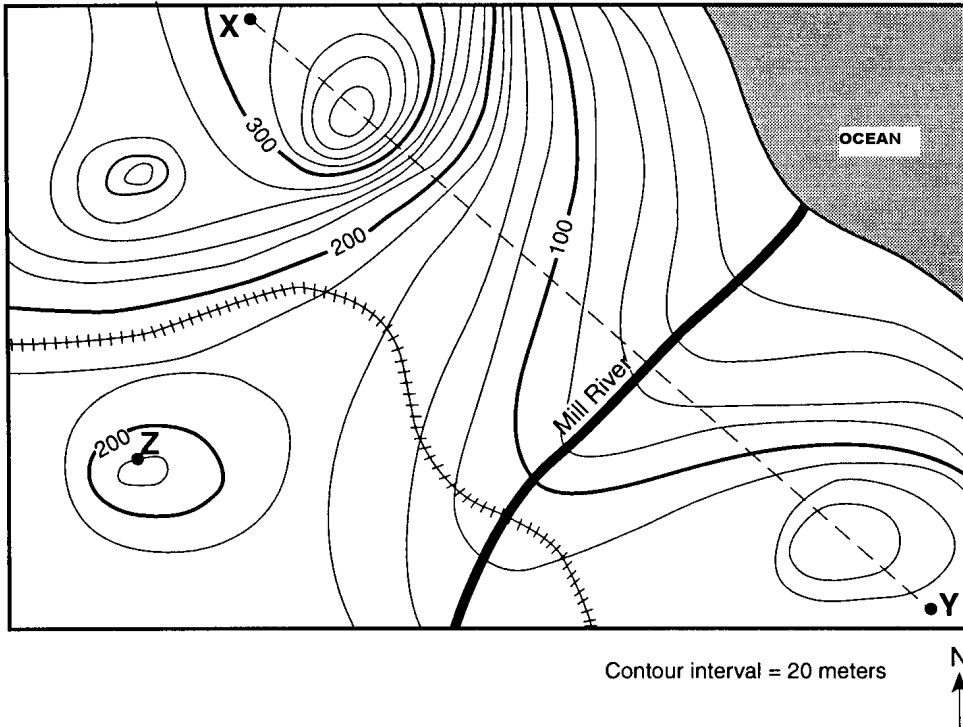 X
OCEAN
300
200
100
Mill River
200
Z
Y
Contour interval = 20 meters
N